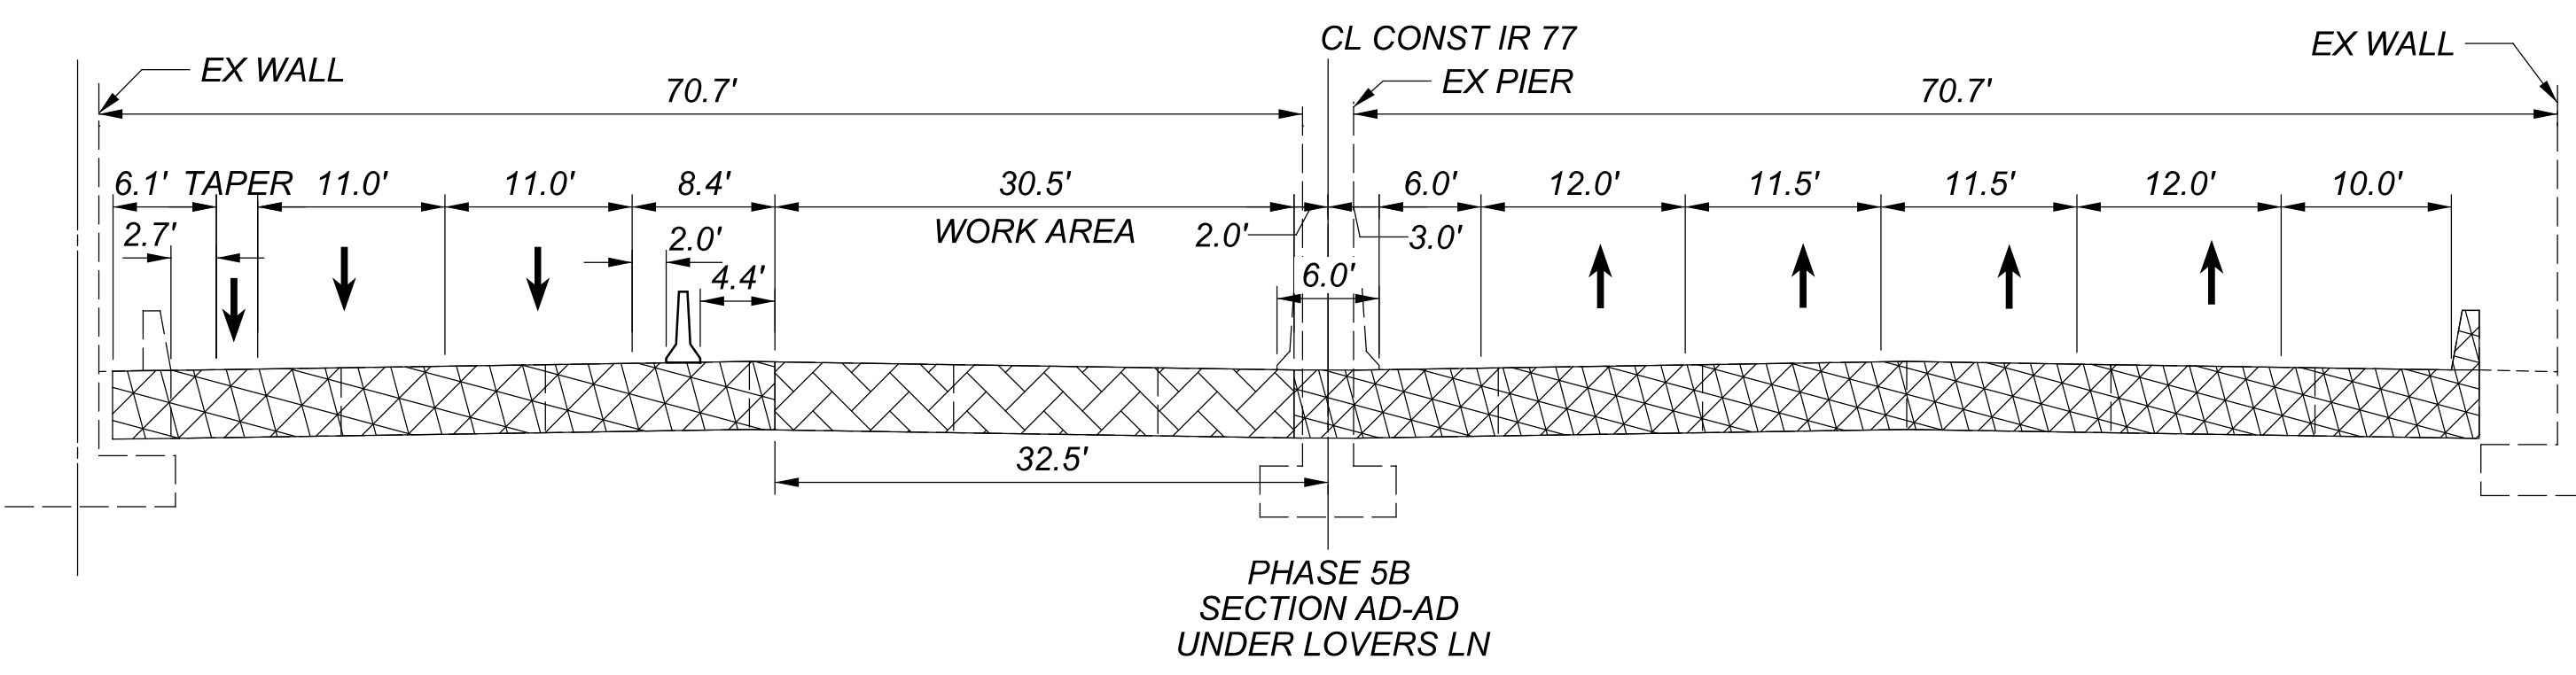 CL CONST IR 77
EX WALL
EX WALL
EX PIER
70.7'
70.7'
6.1' TAPER 11.0' 11.0' 8.4' 30.5' 6.0' 12.0' 11.5' 11.5' 12.0' 10.0'
2.7' 2.0' WORK AREA 2.0' 3.0'
4.4' 6.0'
32.5'
PHASE 5B
SECTION AD-AD
UNDER LOVERS LN